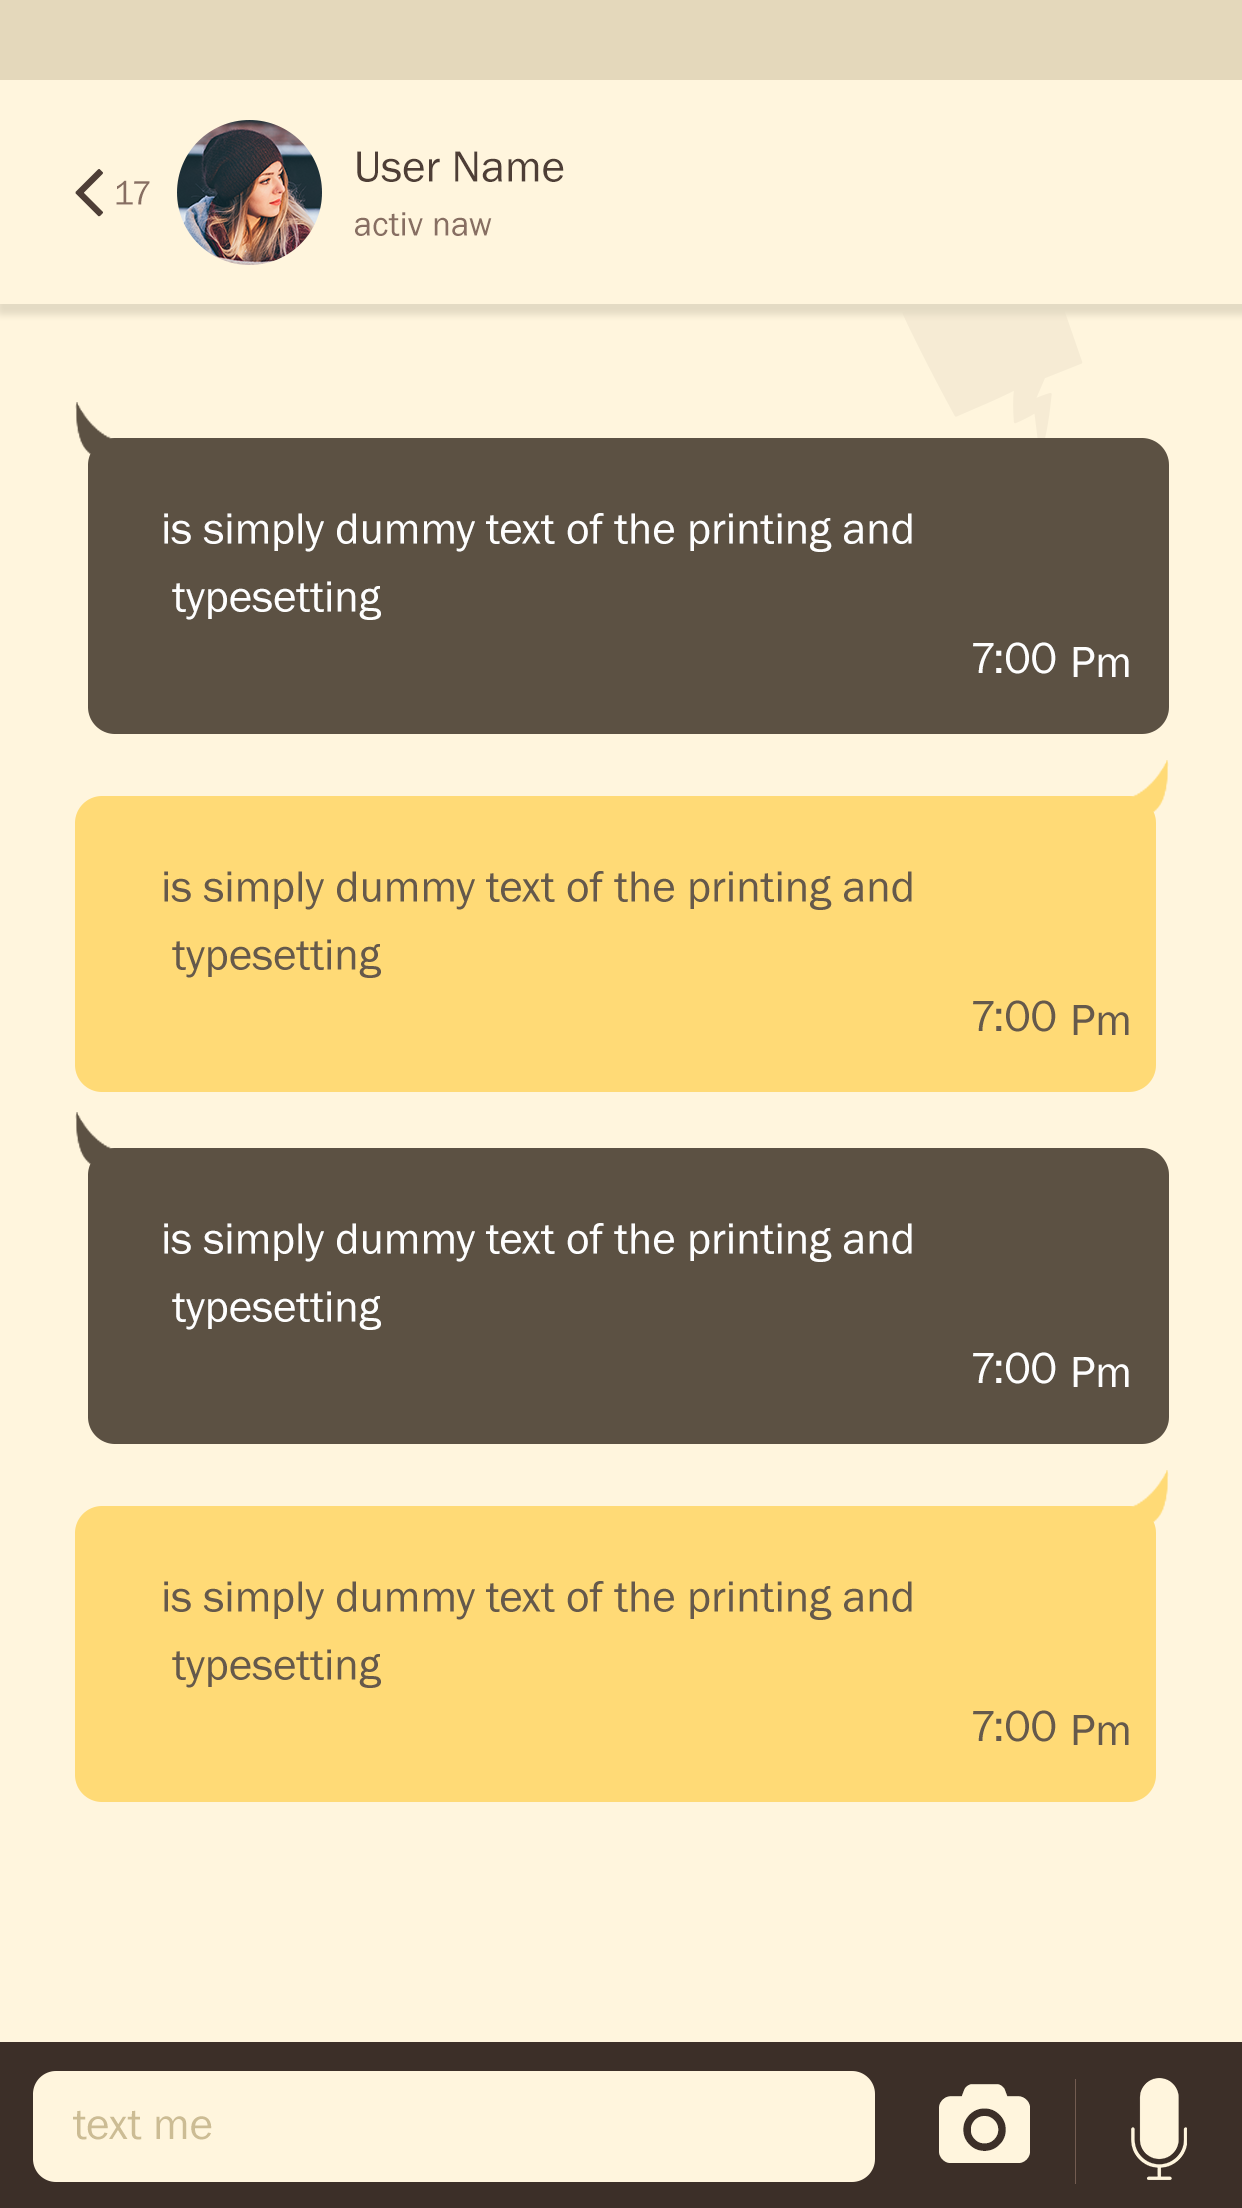 17
User Name
activ naw
is simply dummy text of the printing and
typesetting
7:00 Pm
is simply dummy text of the printing and
typesetting
7:00 Pm
is simply dummy text of the printing and
typesetting
7:00 Pm
is simply dummy text of the printing and
typesetting
7:00 Pm
text me